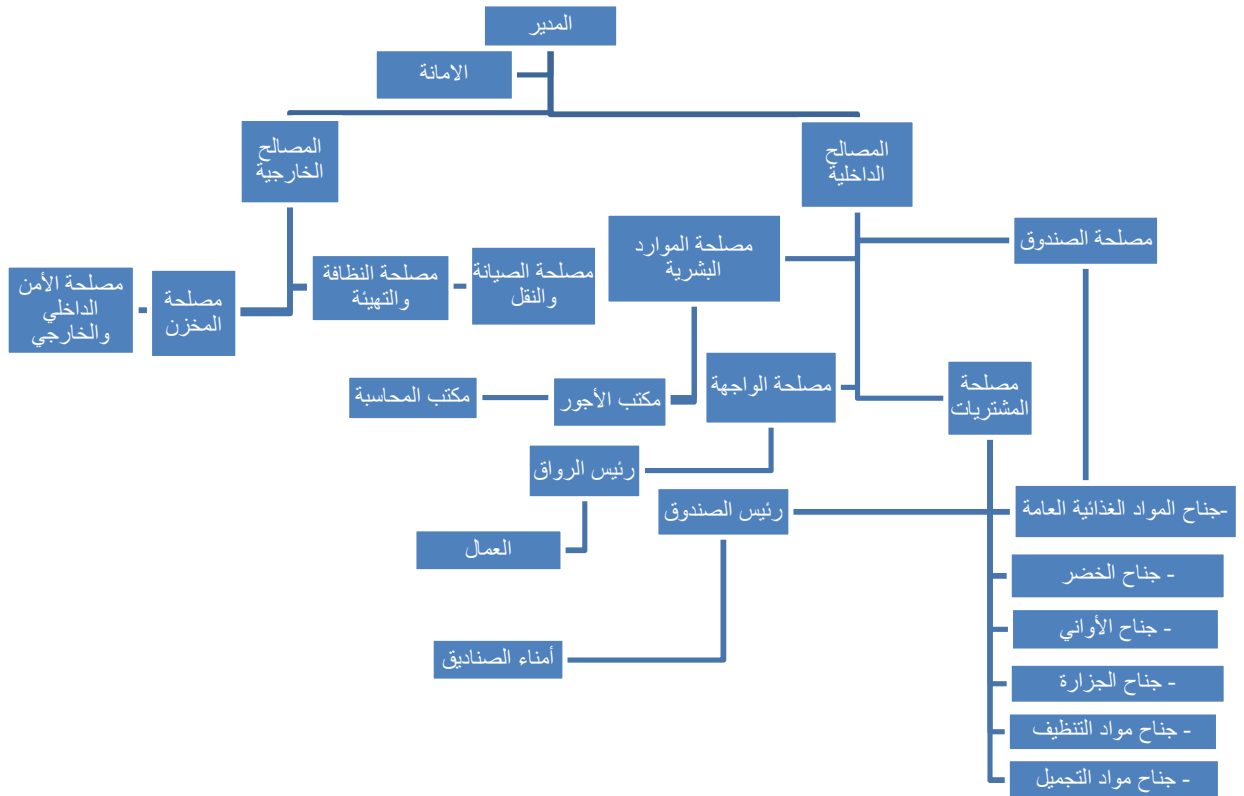 المدير
الامانة
المصالح
الداخلية
المصالح
الخارجية
مصلحة الصندوق
مصلحة الموارد
البشرية
مصلحة الصيانة
والنقل
مصلحة النظافة
والتهيئة
مصلحة
المخزن
مصلحة الأمن
الداخلي
والخارجي
مصلحة
المشتريات
مصلحة الواجهة
مكتب الأجور
مكتب المحاسبة
رئيس الرواق
العمال
-جناح المواد الغذائية العامة
رئيس الصندوق
أمناء الصناديق
- جناح الخضر
- جناح الأواني
- جناح الجزارة
- جناح مواد التنظيف
- جناح مواد التجميل